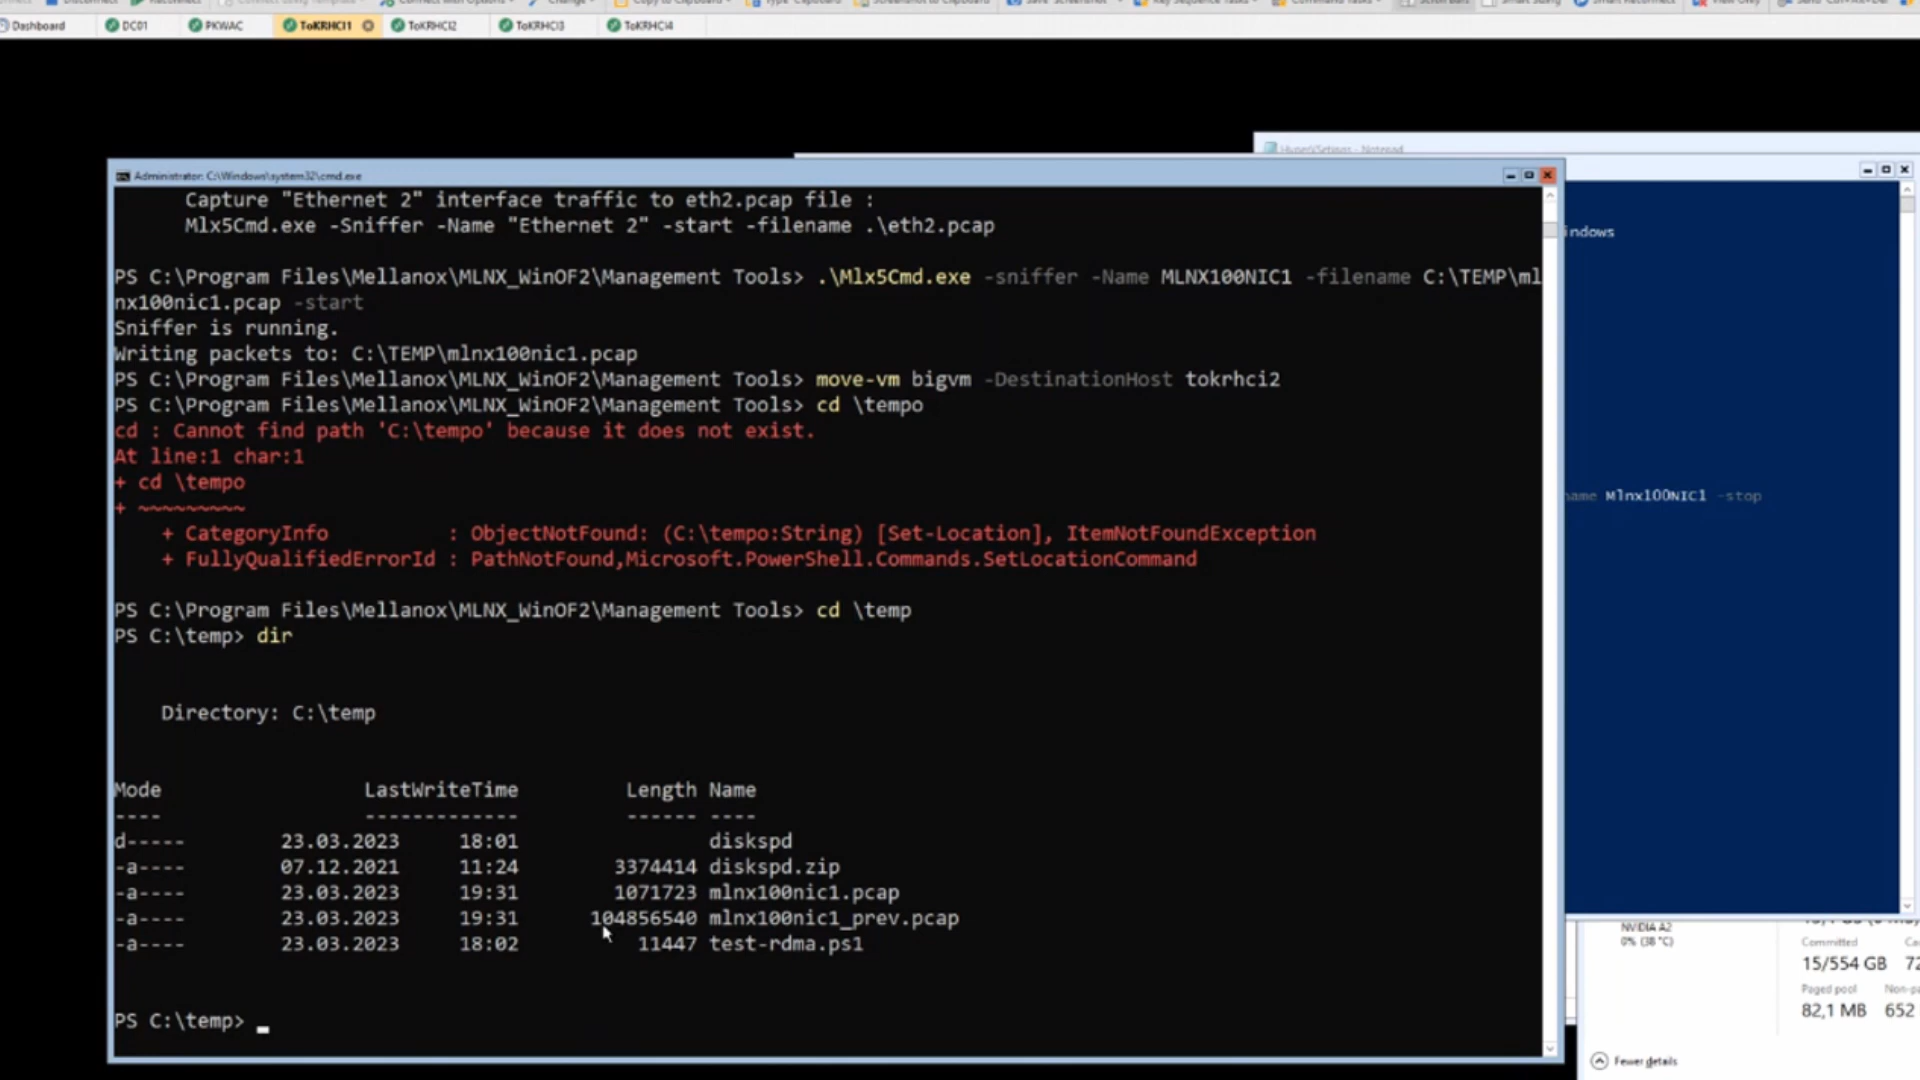 Dashboard DC01 PKWAC ToKRHCI1 ToKRHCI2 ToKRHCI3 ToKRHCI4
HyperVSettings - Notepad
Administrator: C:\Windows\system32\cmd.exe
Capture "Ethernet 2" interface traffic to eth2.pcap file :
Mlx5Cmd.exe -Sniffer -Name "Ethernet 2" -start -filename .\eth2.pcap
PS C:\Program Files\Mellanox\MLNX_WinOF2\Management Tools> .\Mlx5Cmd.exe -sniffer -Name MLNX100NIC1 -filename C:\TEMP\ml
nx100nic1.pcap -start
Sniffer is running.
Writing packets to: C:\TEMP\mlnx100nic1.pcap
PS C:\Program Files\Mellanox\MLNX_WinOF2\Management Tools> move-vm bigvm -DestinationHost tokrhci2
PS C:\Program Files\Mellanox\MLNX_WinOF2\Management Tools> cd \tempo
cd : Cannot find path 'C:\tempo' because it does not exist.
At line:1 char:1
+ cd \tempo
+ ~~~~~~~~~
+ CategoryInfo : ObjectNotFound: (C:\tempo:String) [Set-Location], ItemNotFoundException
+ FullyQualifiedErrorId : PathNotFound,Microsoft.PowerShell.Commands.SetLocationCommand
PS C:\Program Files\Mellanox\MLNX_WinOF2\Management Tools> cd \temp
PS C:\temp> dir
Directory: C:\temp
Mode LastWriteTime Length Name
---- ------------- ------ ----
d----- 23.03.2023 18:01 diskspd
-a---- 07.12.2021 11:24 3374414 diskspd.zip
-a---- 23.03.2023 19:31 1071723 mlnx100nic1.pcap
-a---- 23.03.2023 19:31 104856540 mlnx100nic1_prev.pcap
-a---- 23.03.2023 18:02 11447 test-rdma.ps1
PS C:\temp>
indows
ame Mlnx100NIC1 -stop
NVIDIA A2
0% (38 °C)
Committed
15/554 GB 72
Paged pool Non-pa
82,1 MB 652
Fewer details